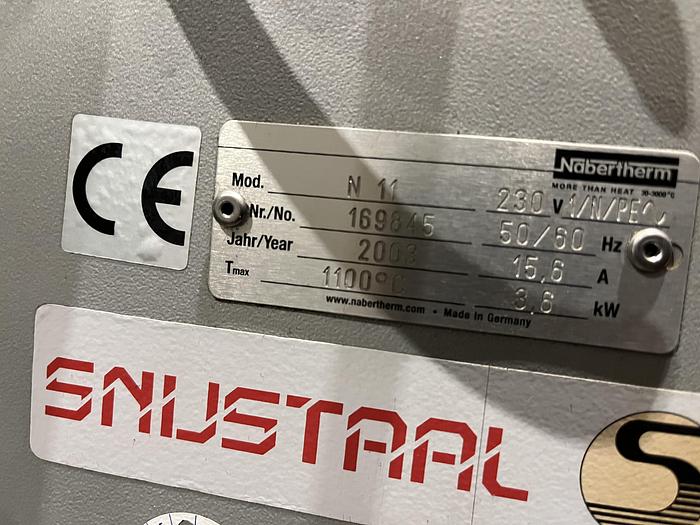 CE
Nabertherm
MORE THAN HEAT 30-3000°C
Mod. N 11 230 V 1/N/PE~
Nr./No. 169845 50/60 Hz
Jahr/Year 2003 15,6 A
Tmax 1100°C 3,6 kW
www.nabertherm.com • Made in Germany
SNIJSTAAL
S